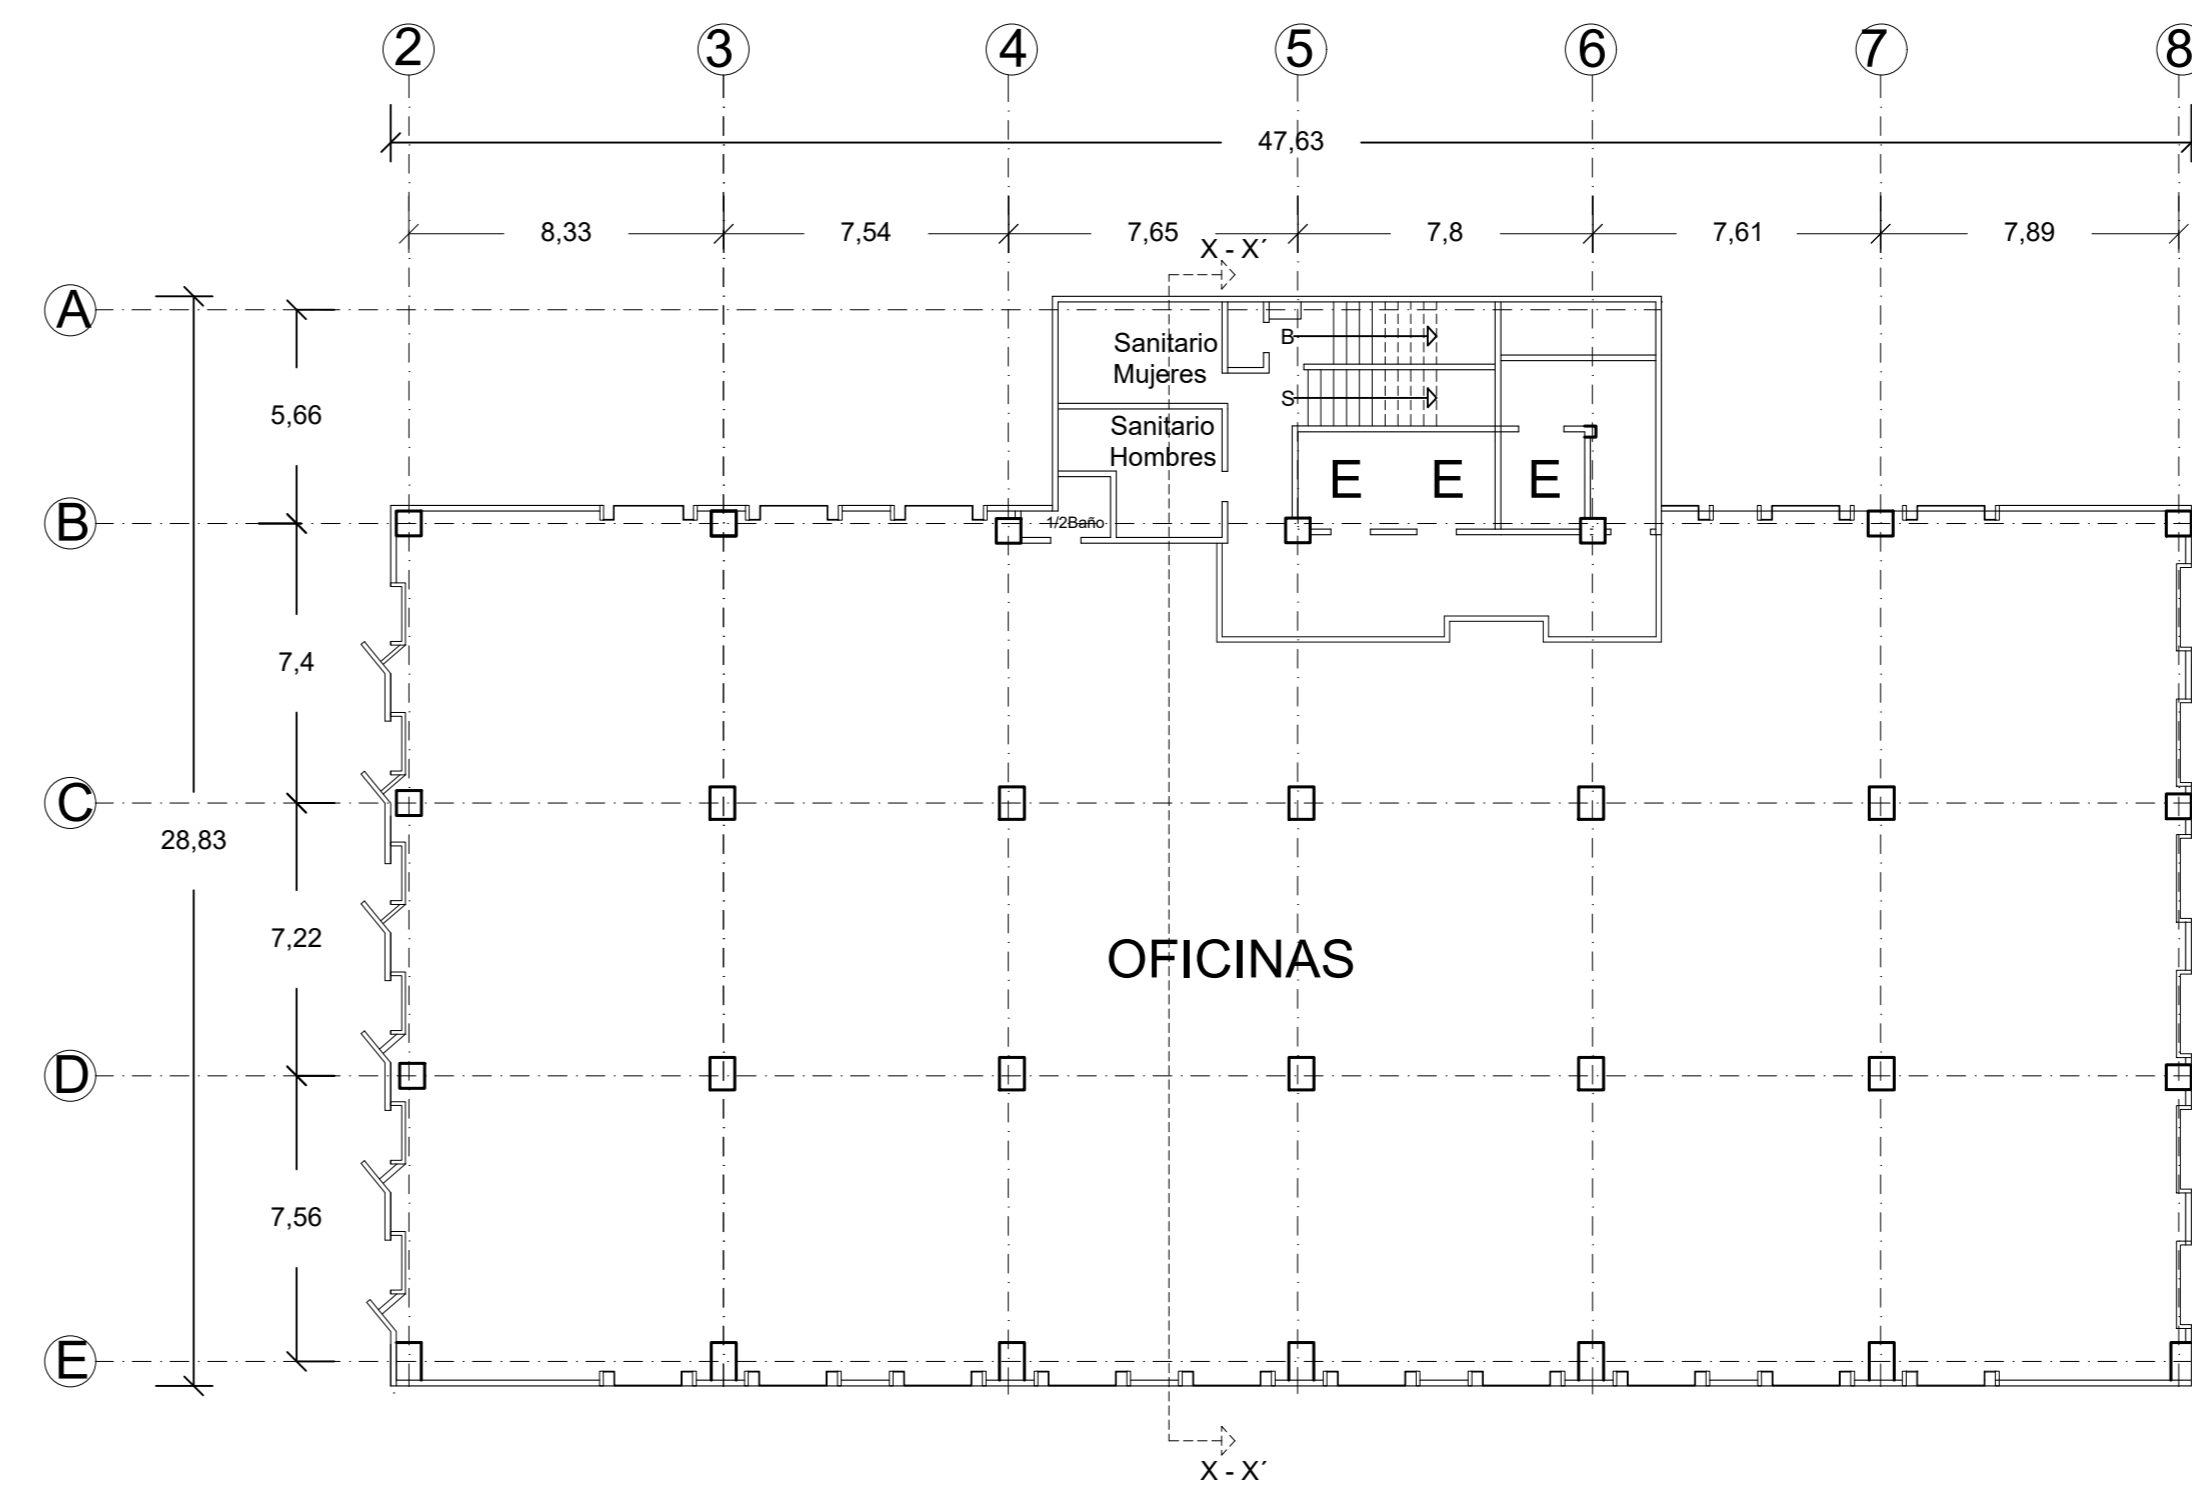 2 3 4 5 6 7 8
47,63
8,33 7,54 7,65 7,8 7,61 7,89
X - X´
A
B
Sanitario
Mujeres
S
5,66
Sanitario
Hombres
E E E
B
1/2Baño
7,4
C
28,83
7,22
OFICINAS
D
7,56
E
X - X´